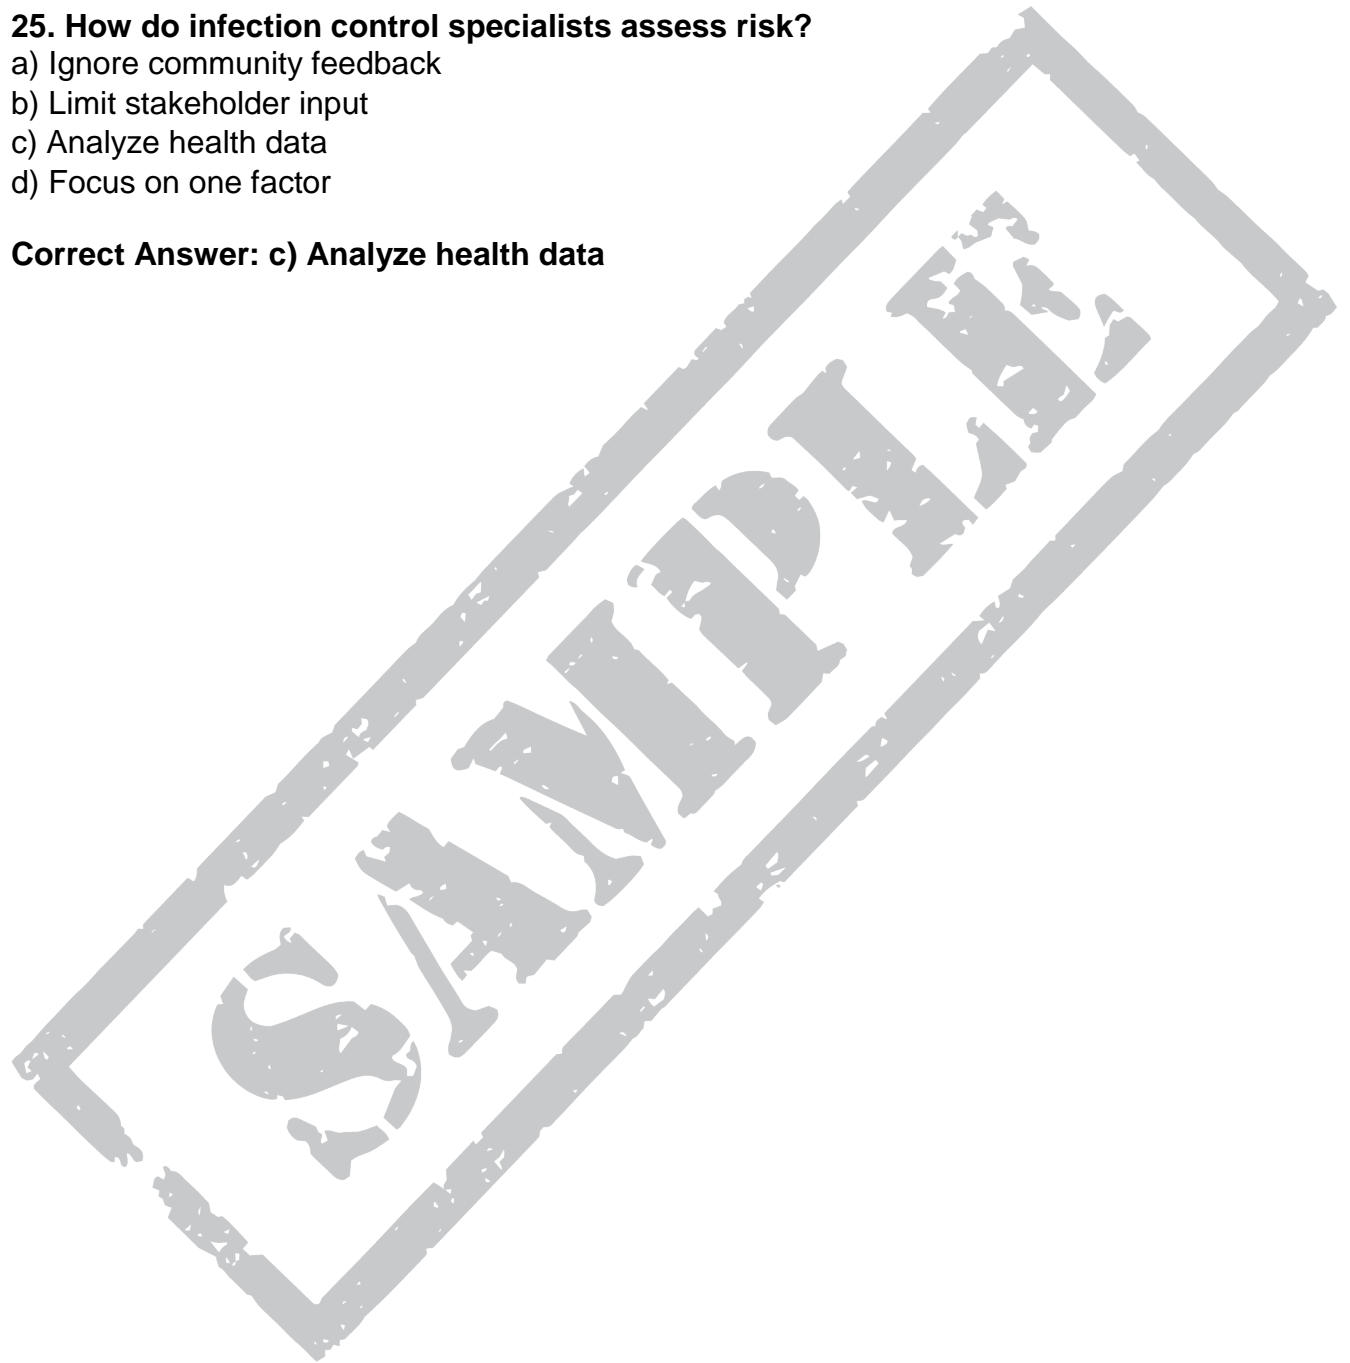 25. How do infection control specialists assess risk?
a) Ignore community feedback
b) Limit stakeholder input
c) Analyze health data
d) Focus on one factor
Correct Answer: c) Analyze health data
SAMPLE